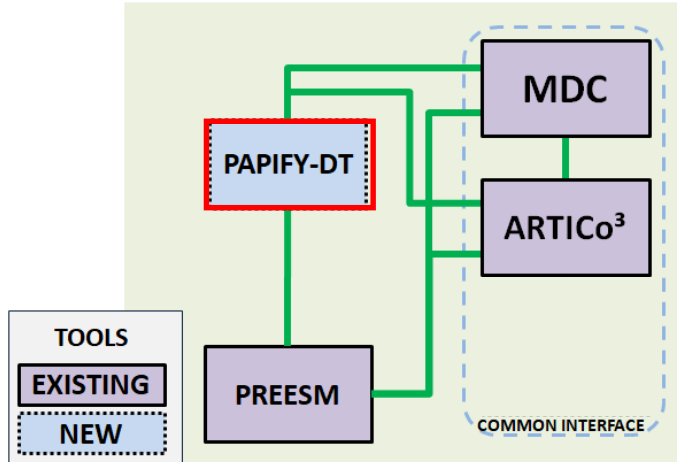 MDC
PAPIFY-DT
ARTICo³
TOOLS
EXISTING
NEW
PREESM
COMMON INTERFACE